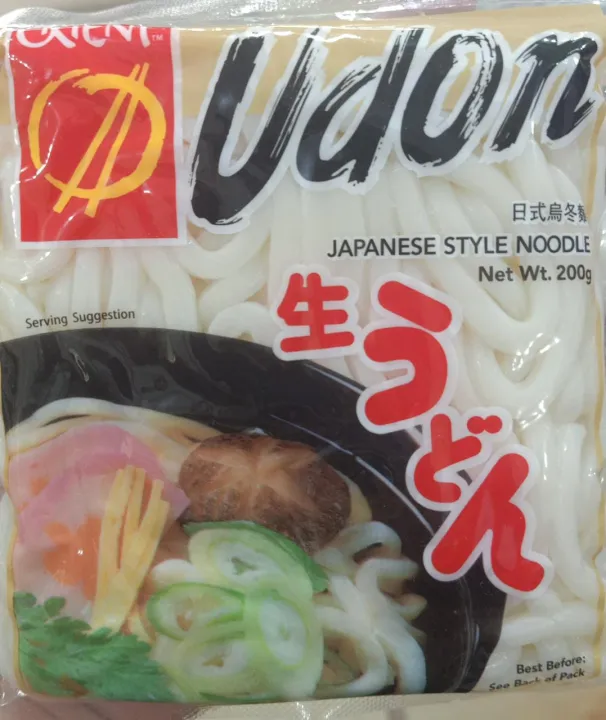 Udon
日式烏冬麵
JAPANESE STYLE NOODLE
Net Wt. 200g
生うどん
Serving Suggestion
Best Before:
See Back of Pack